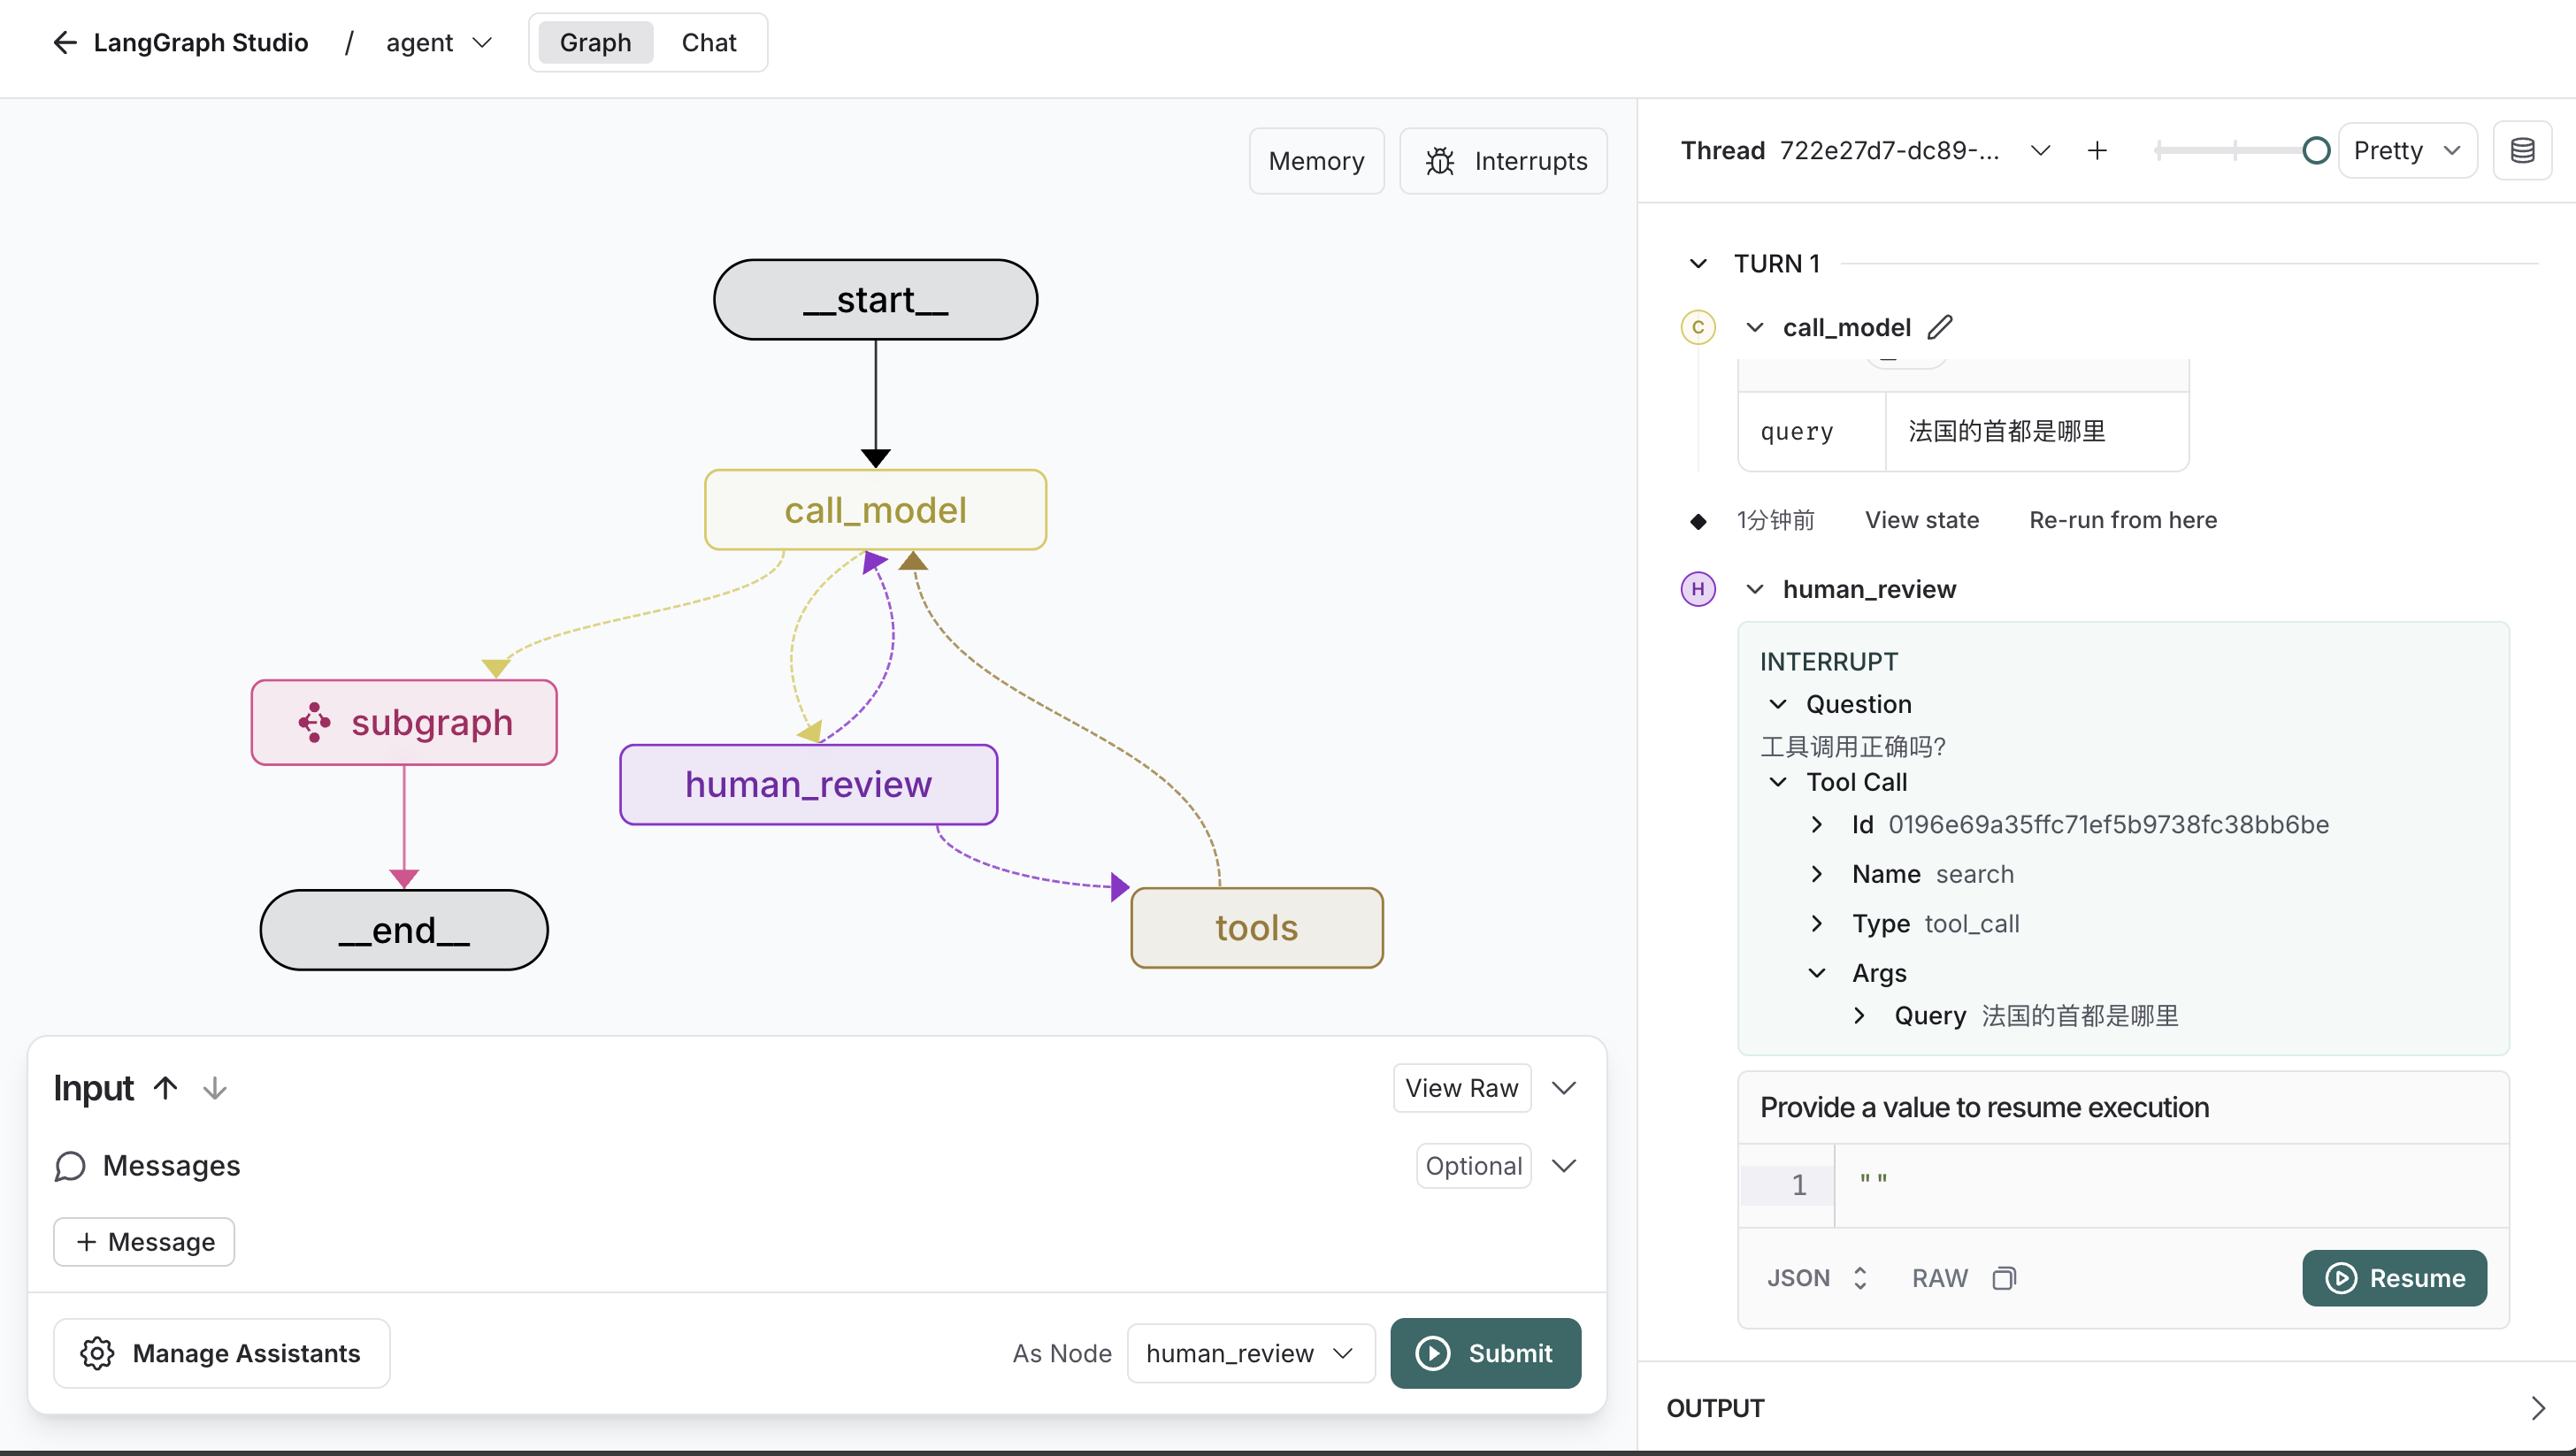 LangGraph Studio / agent
Graph Chat
Memory
Interrupts
__start__
call_model
subgraph
human_review
__end__
tools
Input
View Raw
Messages
Optional
+ Message
Manage Assistants
As Node human_review
Submit
Thread 722e27d7-dc89-...
Pretty
TURN 1
C call_model
query 法国的首都是哪里
1分钟前 View state Re-run from here
H human_review
INTERRUPT
Question
工具调用正确吗?
Tool Call
Id 0196e69a35ffc71ef5b9738fc38bb6be
Name search
Type tool_call
Args
Query 法国的首都是哪里
Provide a value to resume execution
1 ""
JSON RAW
Resume
OUTPUT